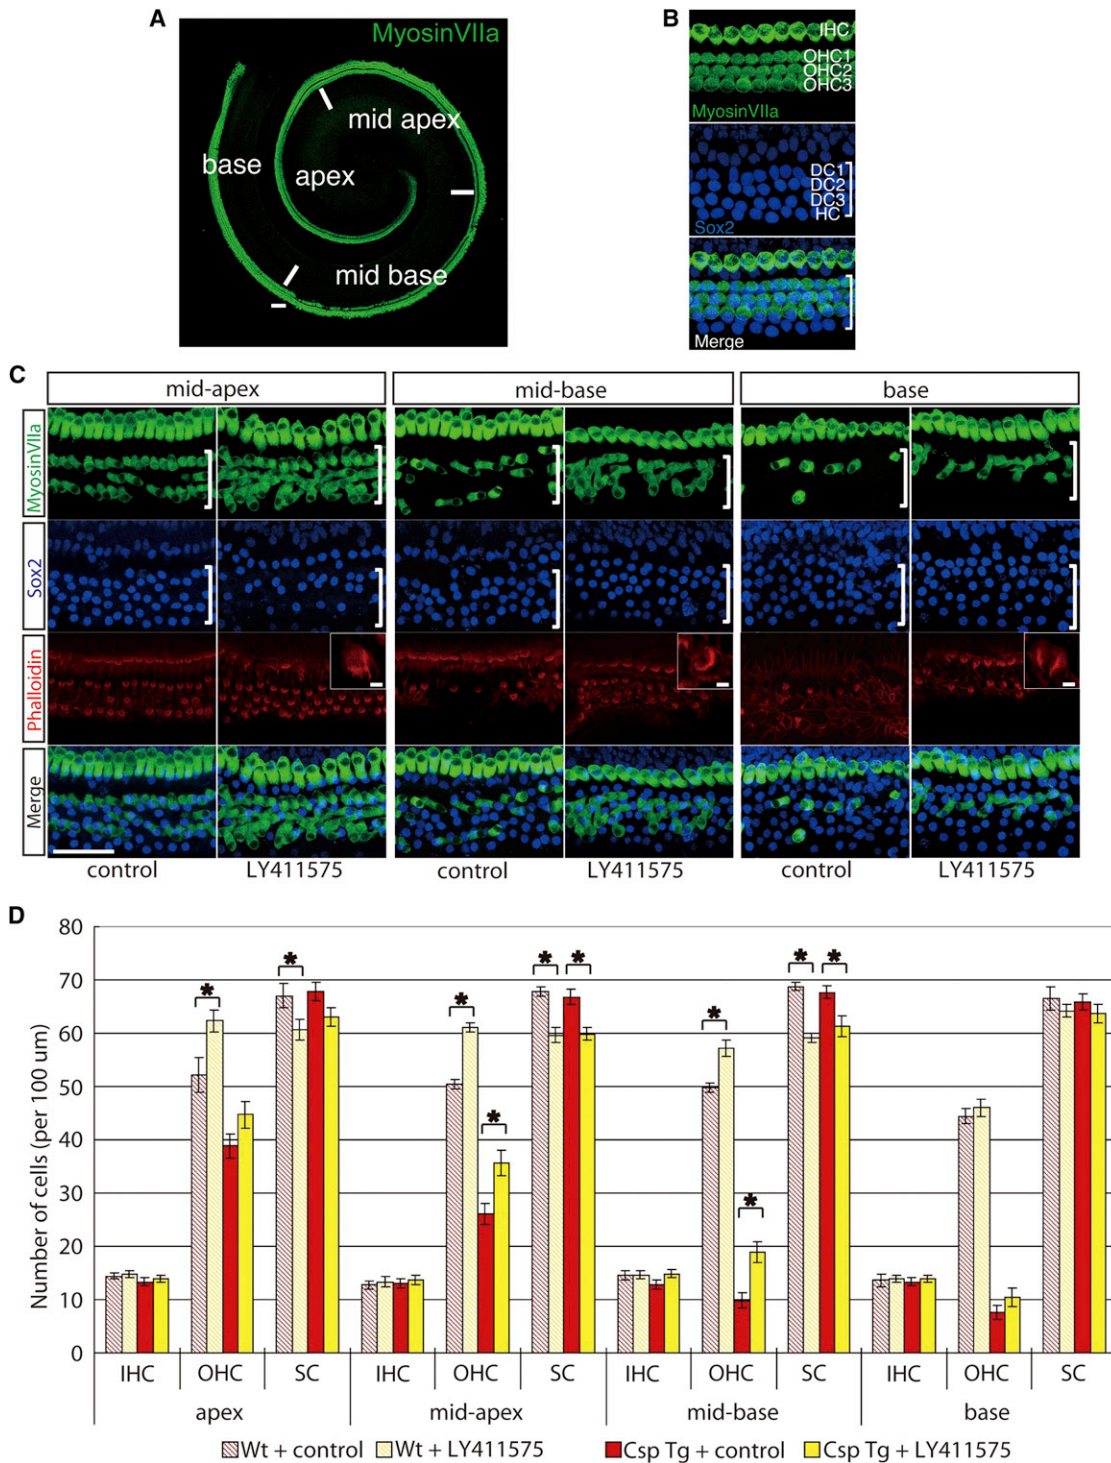 A
MyosinVIIa
mid apex
base
apex
mid base
B
IHC
OHC1
OHC2
OHC3
MyosinVIIa
DC1
DC2
DC3
HC
Sox2
Merge
C
mid-apex
mid-base
base
MyosinVIIa
Sox2
Phalloidin
Merge
control
LY411575
control
LY411575
control
LY411575
D
Number of cells (per 100 um)
80
70
60
50
40
30
20
10
0
* * * * * * * * * *
IHC OHC SC IHC OHC SC IHC OHC SC IHC OHC SC
apex mid-apex mid-base base
Wt + control Wt + LY411575 Csp Tg + control Csp Tg + LY411575